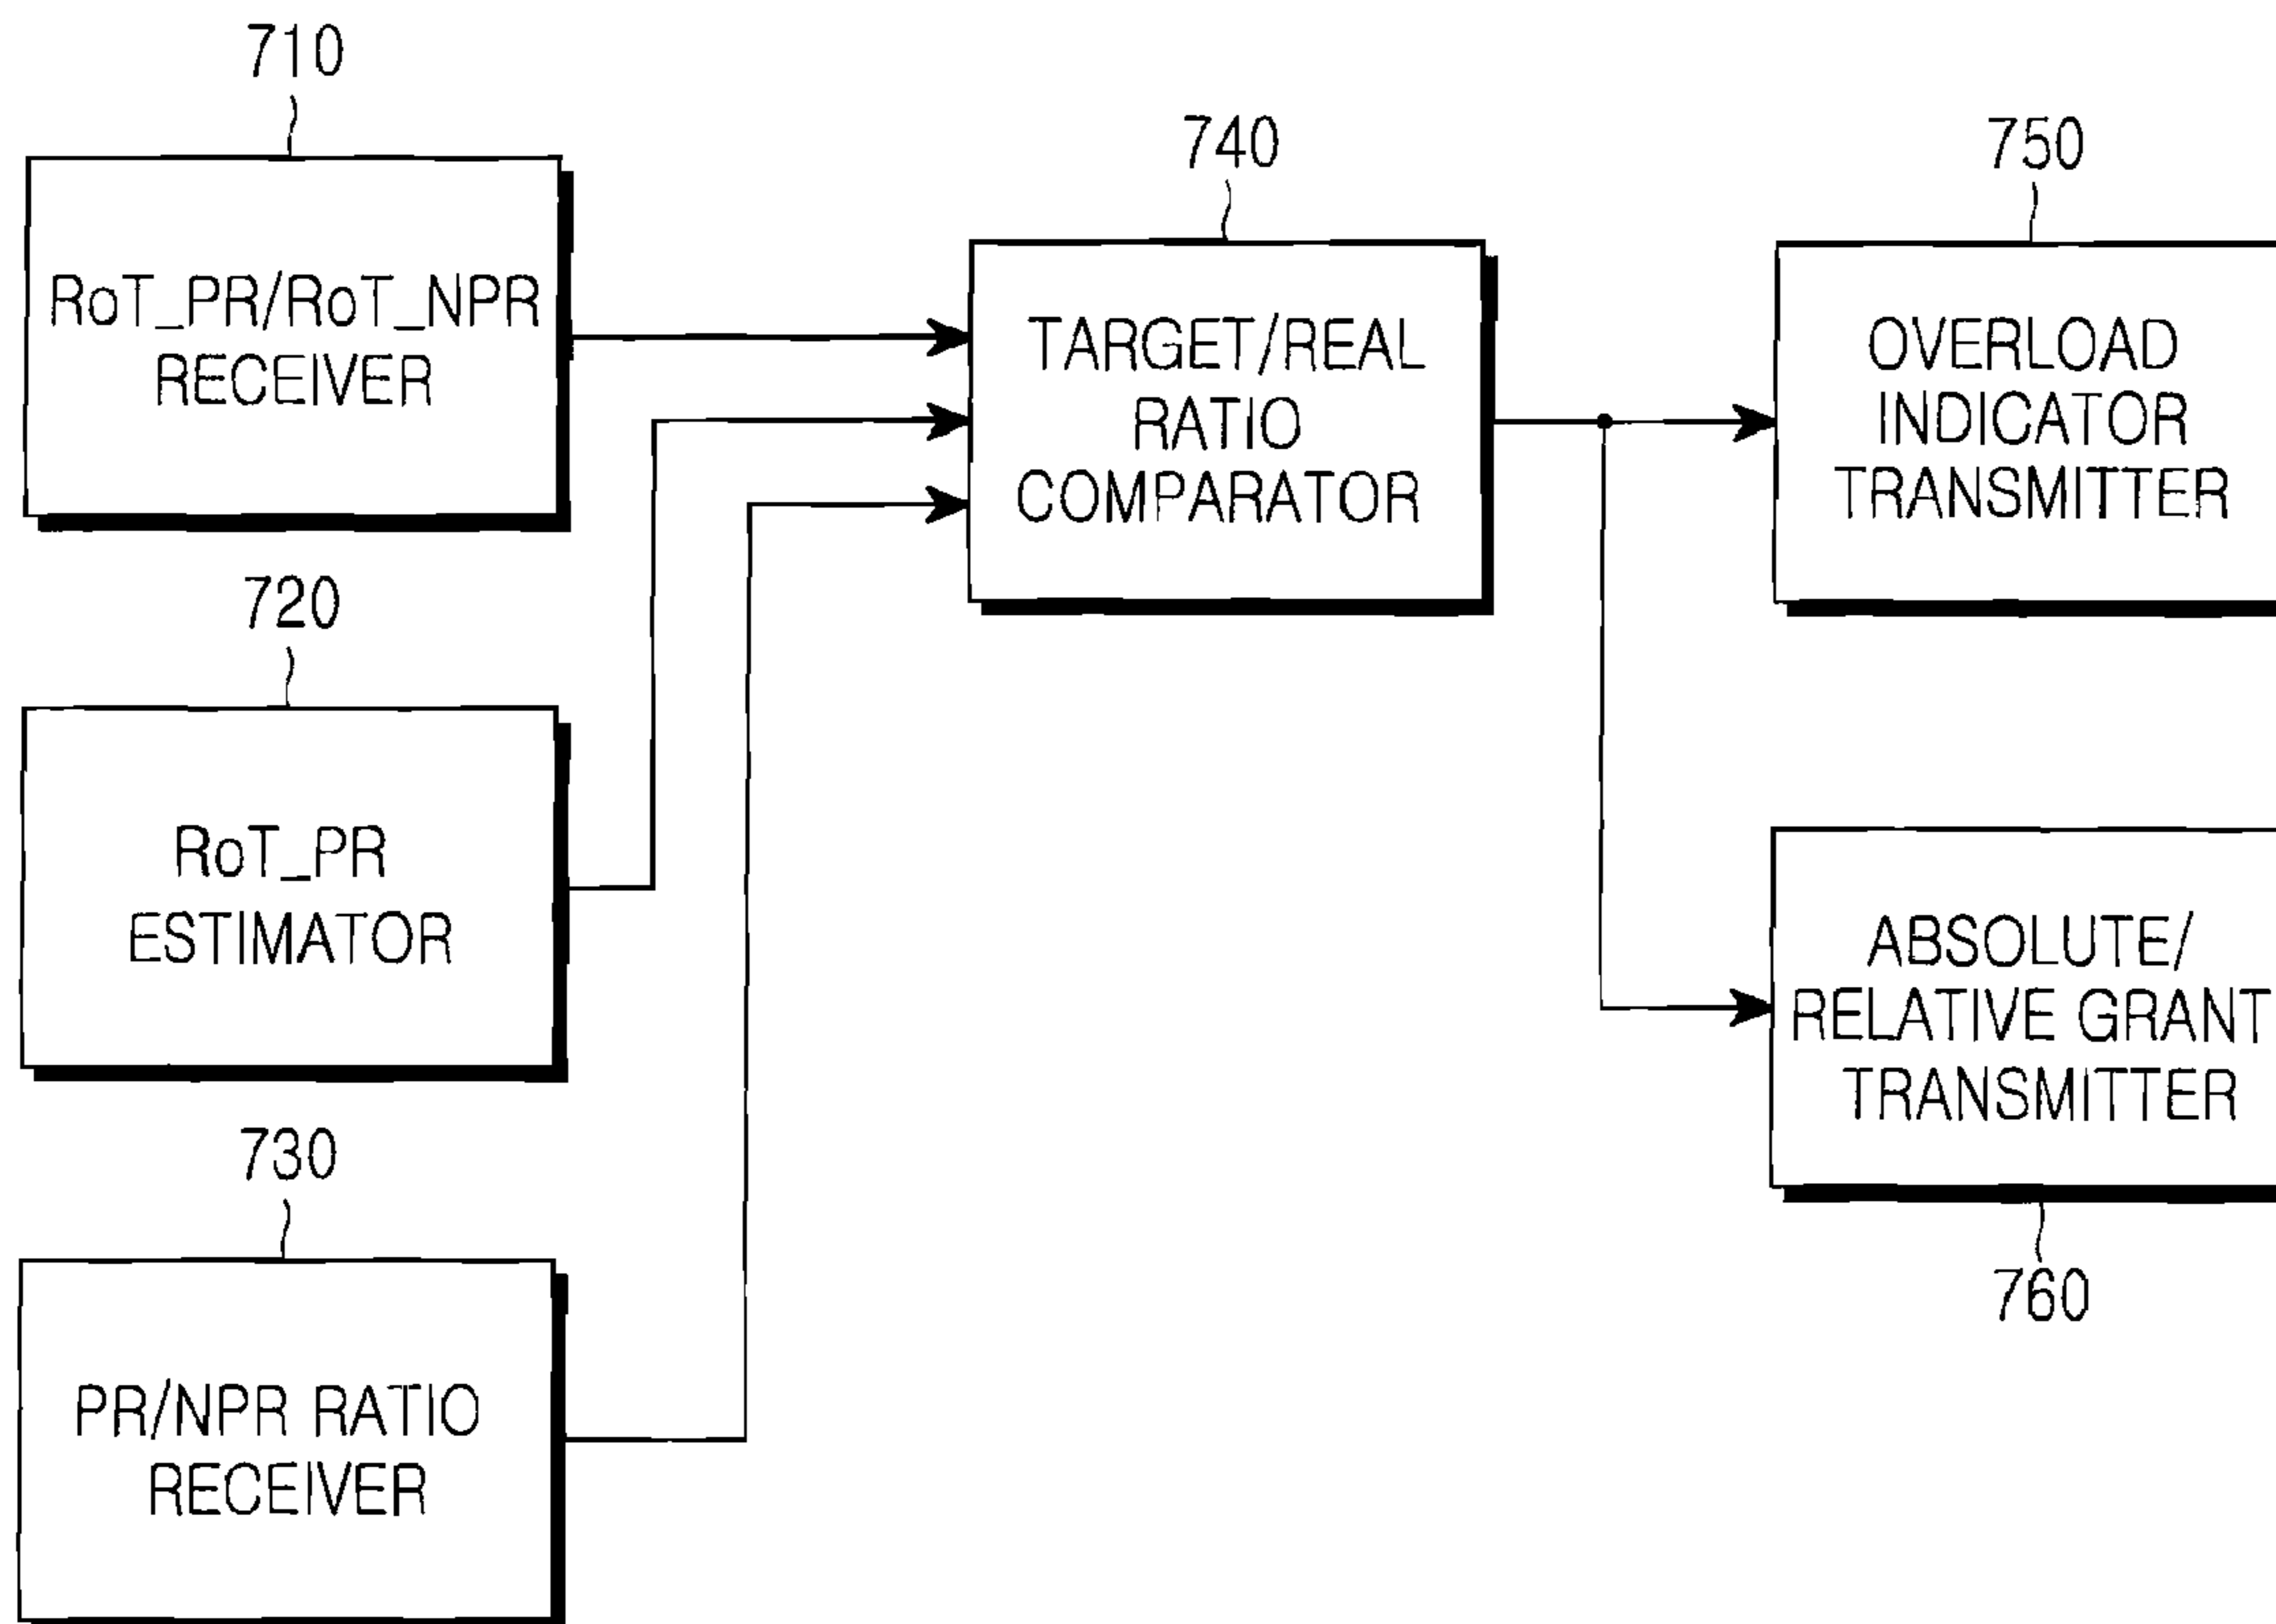 710
RoT_PR/RoT_NPR
RECEIVER
720
RoT_PR
ESTIMATOR
730
PR/NPR RATIO
RECEIVER
740
TARGET/REAL
RATIO
COMPARATOR
750
OVERLOAD
INDICATOR
TRANSMITTER
ABSOLUTE/
RELATIVE GRANT
TRANSMITTER
760